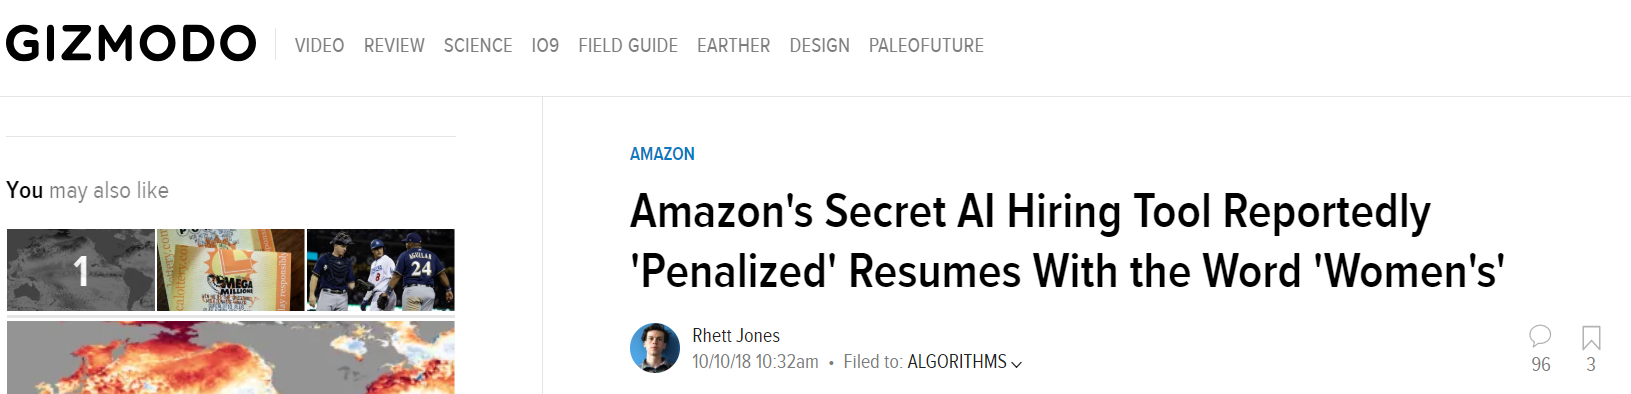 GIZMODO
VIDEO REVIEW SCIENCE IO9 FIELD GUIDE EARTHER DESIGN PALEOFUTURE
You may also like
1
MEGA
MILLIONS
AGUILAR
24
8
AMAZON
Amazon's Secret AI Hiring Tool Reportedly
'Penalized' Resumes With the Word 'Women's'
Rhett Jones
10/10/18 10:32am • Filed to: ALGORITHMS
96
3